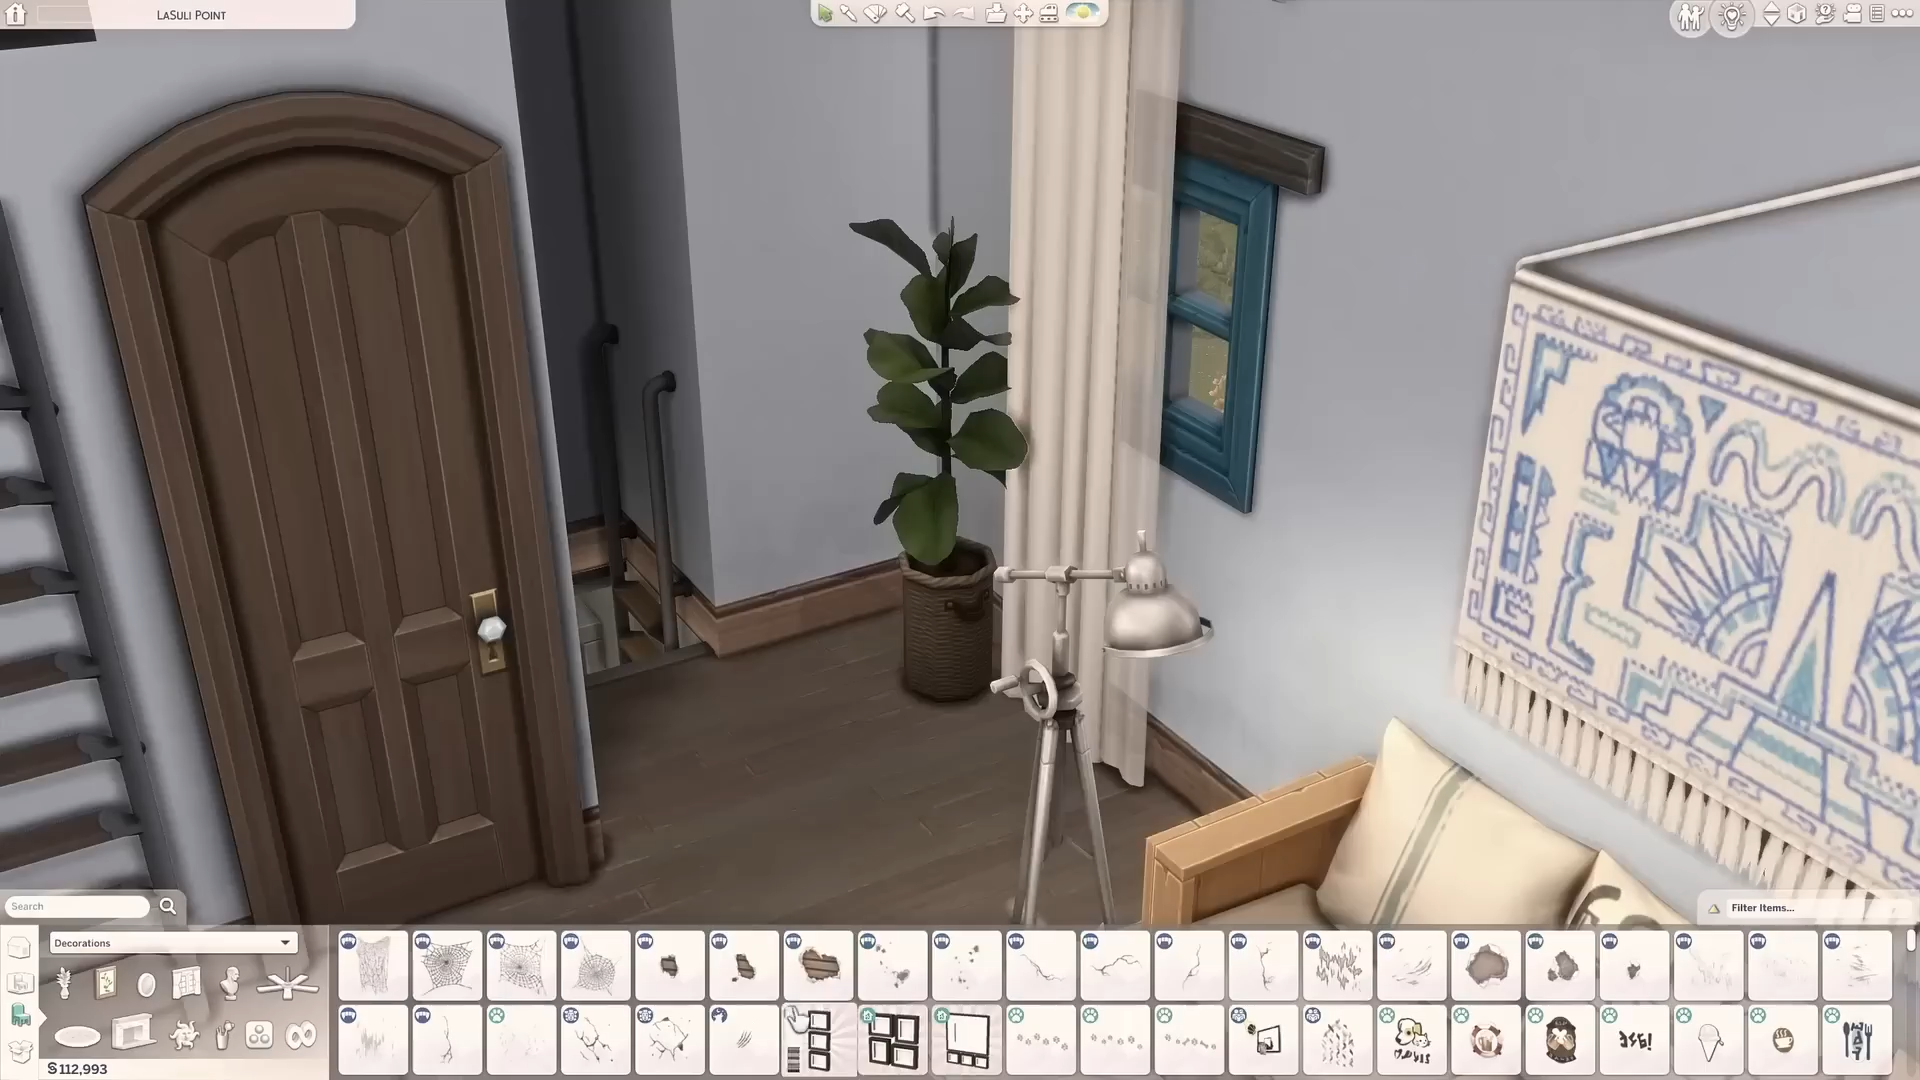 LaSuli Point
Search
Filter Items...
Decorations
§112,993